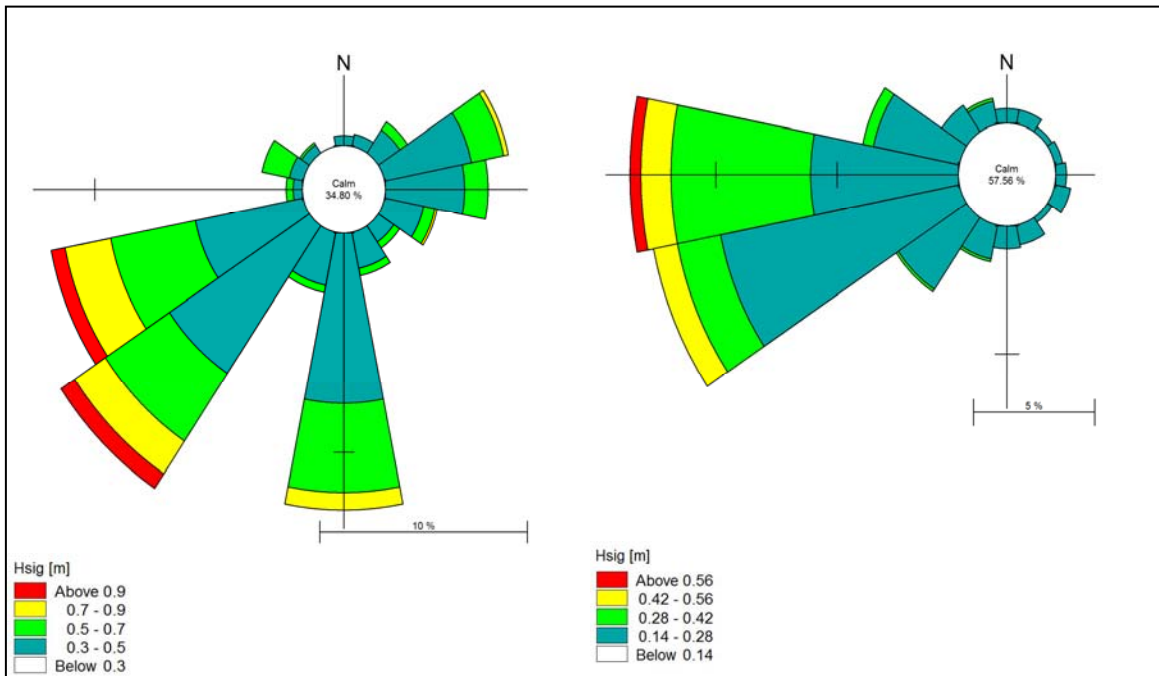 N
Calm
34.80 %
10 %
Hsig [m]
Above 0.9
0.7 - 0.9
0.5 - 0.7
0.3 - 0.5
Below 0.3
N
Calm
57.56 %
5 %
Hsig [m]
Above 0.56
0.42 - 0.56
0.28 - 0.42
0.14 - 0.28
Below 0.14